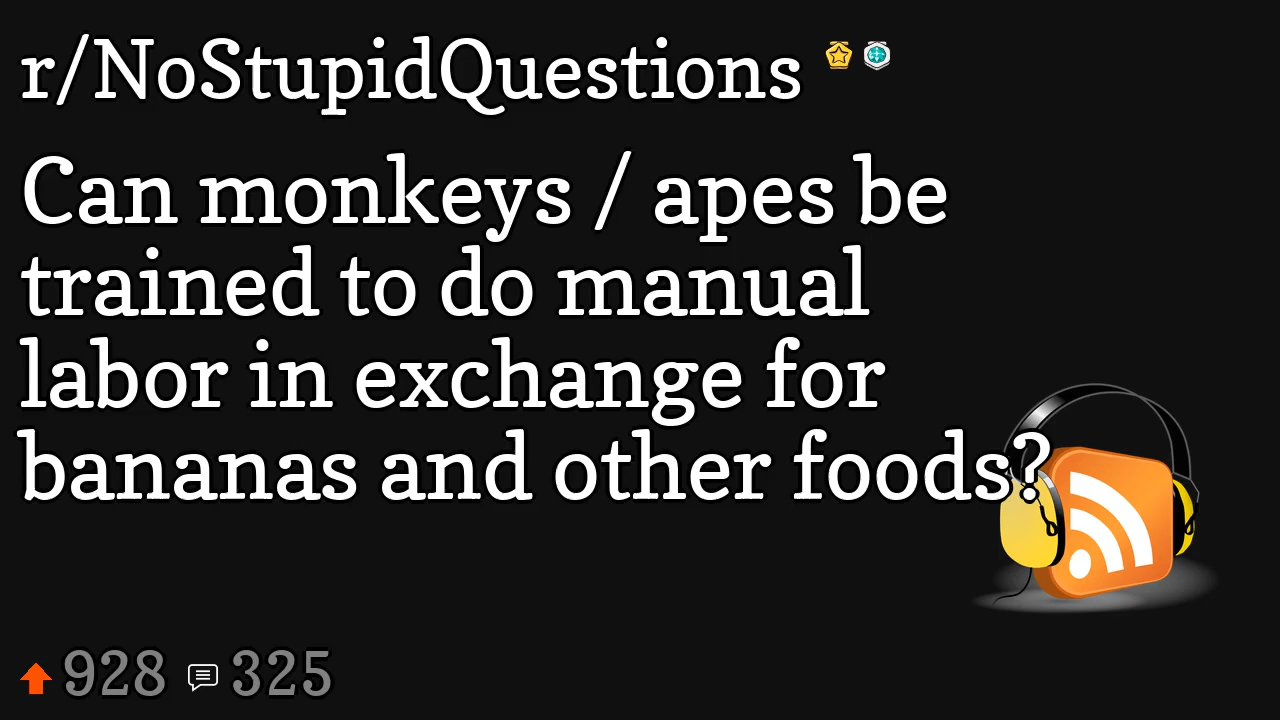 r/NoStupidQuestions
Can monkeys / apes be
trained to do manual
labor in exchange for
bananas and other foods?
928 325